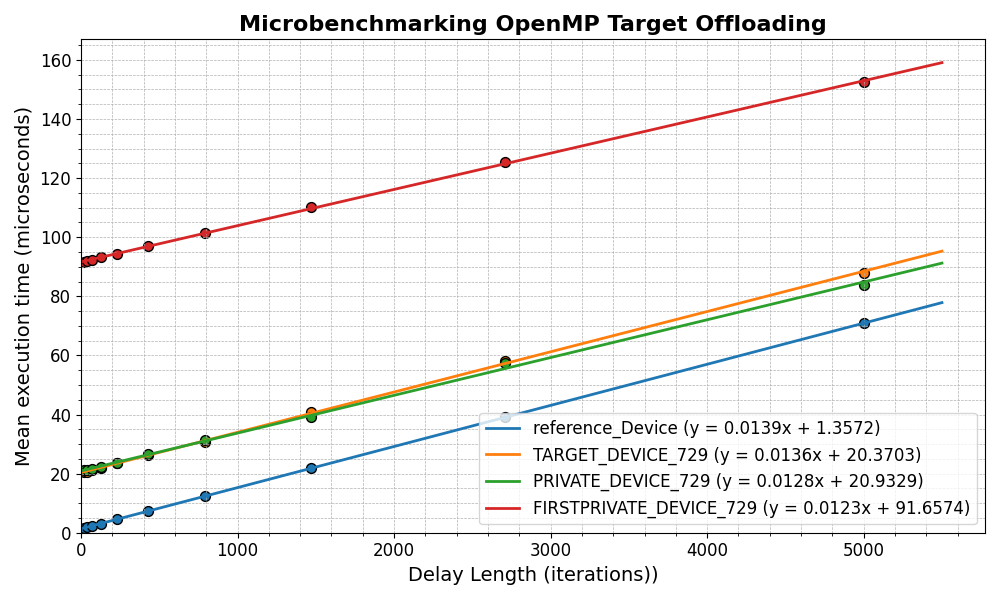 Microbenchmarking OpenMP Target Offloading
Mean execution time (microseconds)
160
140
120
100
80
60
40
20
0
0 1000 2000 3000 4000 5000
Delay Length (iterations))
reference_Device (y = 0.0139x + 1.3572)
TARGET_DEVICE_729 (y = 0.0136x + 20.3703)
PRIVATE_DEVICE_729 (y = 0.0128x + 20.9329)
FIRSTPRIVATE_DEVICE_729 (y = 0.0123x + 91.6574)